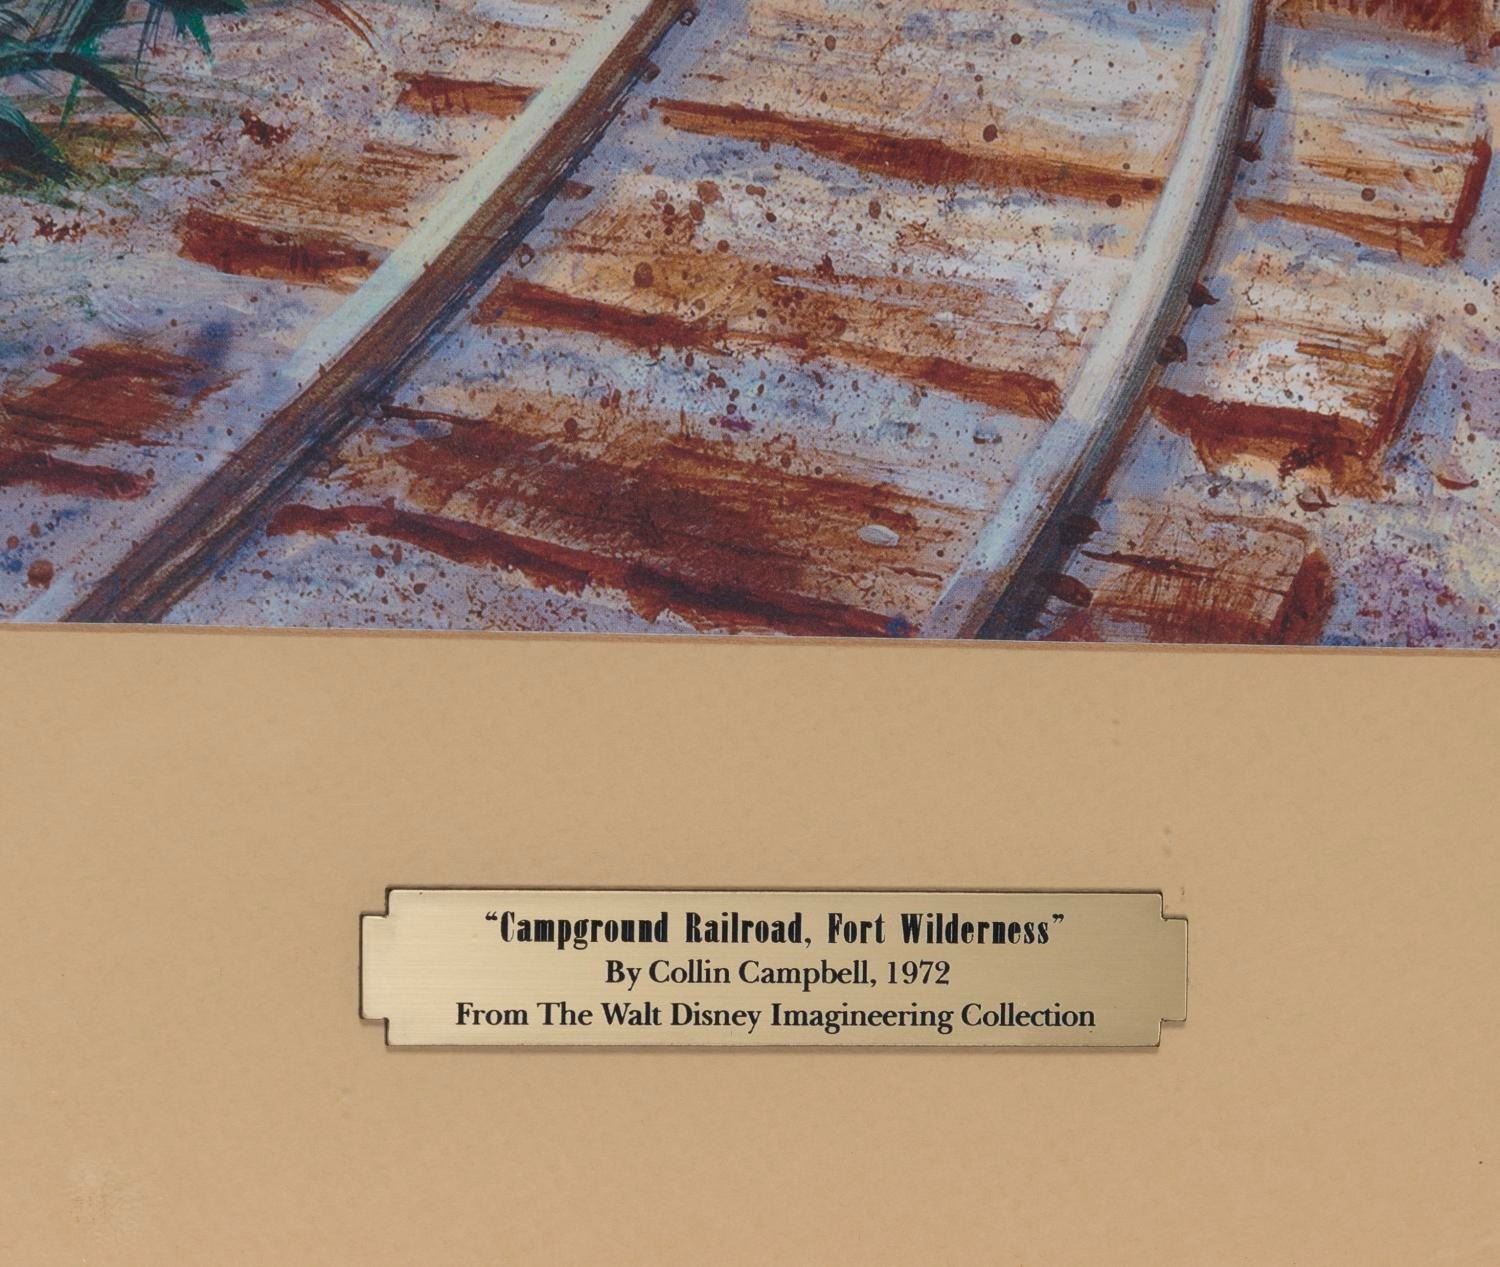 “Campground Railroad, Fort Wilderness”
By Collin Campbell, 1972
From The Walt Disney Imagineering Collection